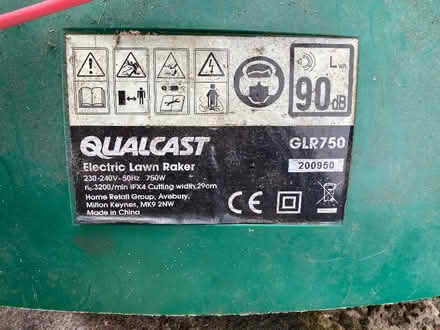 LWA
90dB
QUALCAST
GLR750
Electric Lawn Raker
200950
230-240V~50Hz 750W
n₀:3200/min IPX4 Cutting width:29cm
Home Retail Group, Avebury,
Milton Keynes, MK9 2NW
Made in China
CE